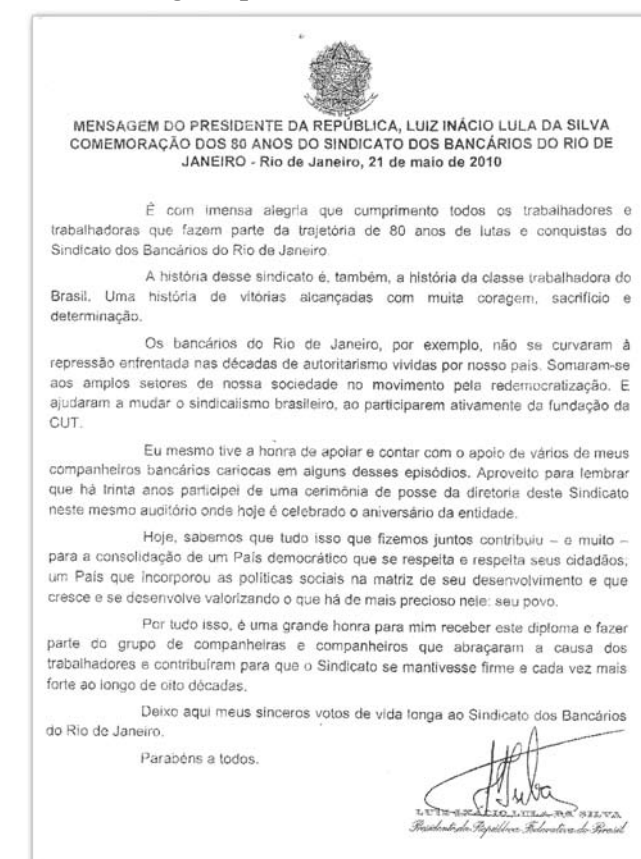 MENSAGEM DO PRESIDENTE DA REPÚBLICA, LUIZ INÁCIO LULA DA SILVA
COMEMORAÇÃO DOS 80 ANOS DO SINDICATO DOS BANCÁRIOS DO RIO DE
JANEIRO - Rio de Janeiro, 21 de maio de 2010
É com imensa alegria que cumprimento todos os trabalhadores e
trabalhadoras que fazem parte da trajetória de 80 anos de lutas e conquistas do
Sindicato dos Bancários do Rio de Janeiro.
A história desse sindicato é, também, a história da classe trabalhadora do
Brasil. Uma história de vitórias alcançadas com muita coragem, sacrifício e
determinação.
Os bancários do Rio de Janeiro, por exemplo, não se curvaram à
repressão enfrentada nas décadas de autoritarismo vividas por nosso país. Somaram-se
aos amplos setores de nossa sociedade no movimento pela redemocratização. E
ajudaram a mudar o sindicalismo brasileiro, ao participarem ativamente da fundação da
CUT.
Eu mesmo tive a honra de apoiar e contar com o apoio de vários de meus
companheiros bancários cariocas em alguns desses episódios. Aproveito para lembrar
que há trinta anos participei de uma cerimônia de posse da diretoria deste Sindicato
neste mesmo auditório onde hoje é celebrado o aniversário da entidade.
Hoje, sabemos que tudo isso que fizemos juntos contribuiu – e muito –
para a consolidação de um País democrático que se respeita e respeita seus cidadãos;
um País que incorporou as políticas sociais na matriz de seu desenvolvimento e que
cresce e se desenvolve valorizando o que há de mais precioso nele: seu povo.
Por tudo isso, é uma grande honra para mim receber este diploma e fazer
parte do grupo de companheiras e companheiros que abraçaram a causa dos
trabalhadores e contribuíram para que o Sindicato se mantivesse firme e cada vez mais
forte ao longo de oito décadas.
Deixo aqui meus sinceros votos de vida longa ao Sindicato dos Bancários
do Rio de Janeiro.
Parabéns a todos.
Lula
LUIZ INÁCIO LULA DA SILVA
Presidente da República Federativa do Brasil